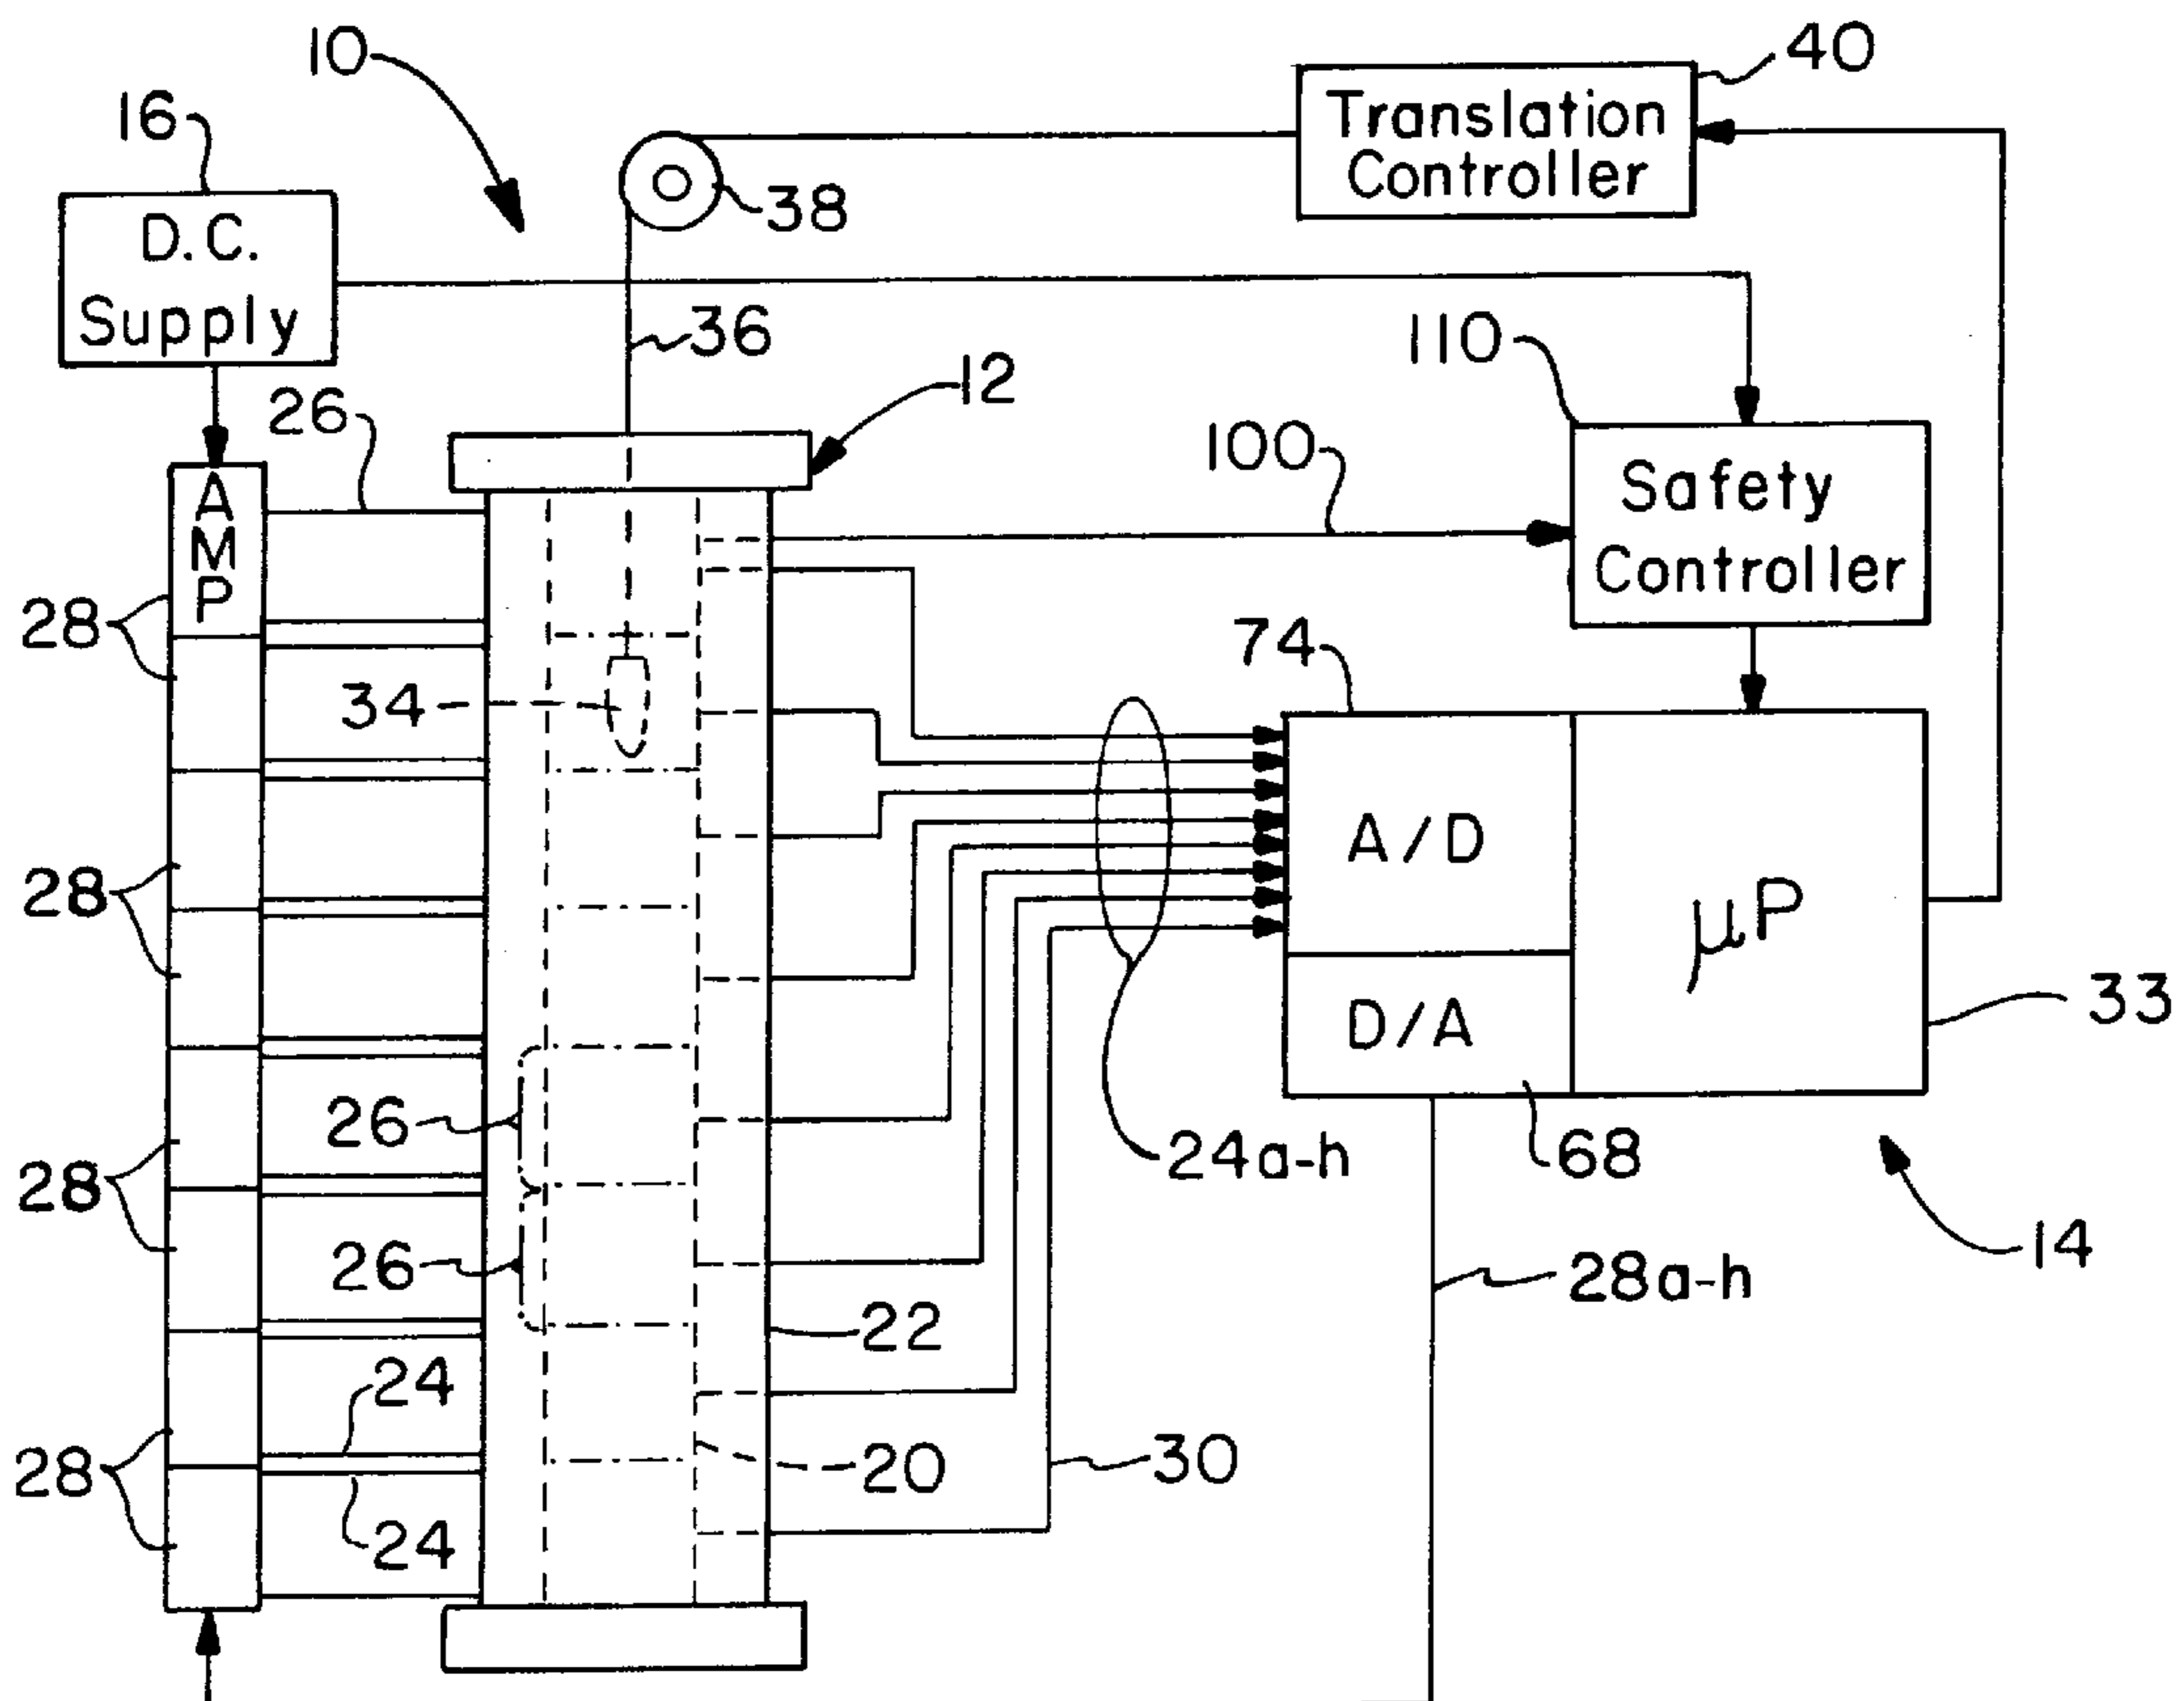 10
40
Translation
Controller
16
38
D.C.
Supply
36
110
12
26
100
Safety
Controller
AMP
28
74
34
A/D
µP
28
33
D/A
26
24a-h
68
28
14
26
28a-h
22
24
20
30
28
24